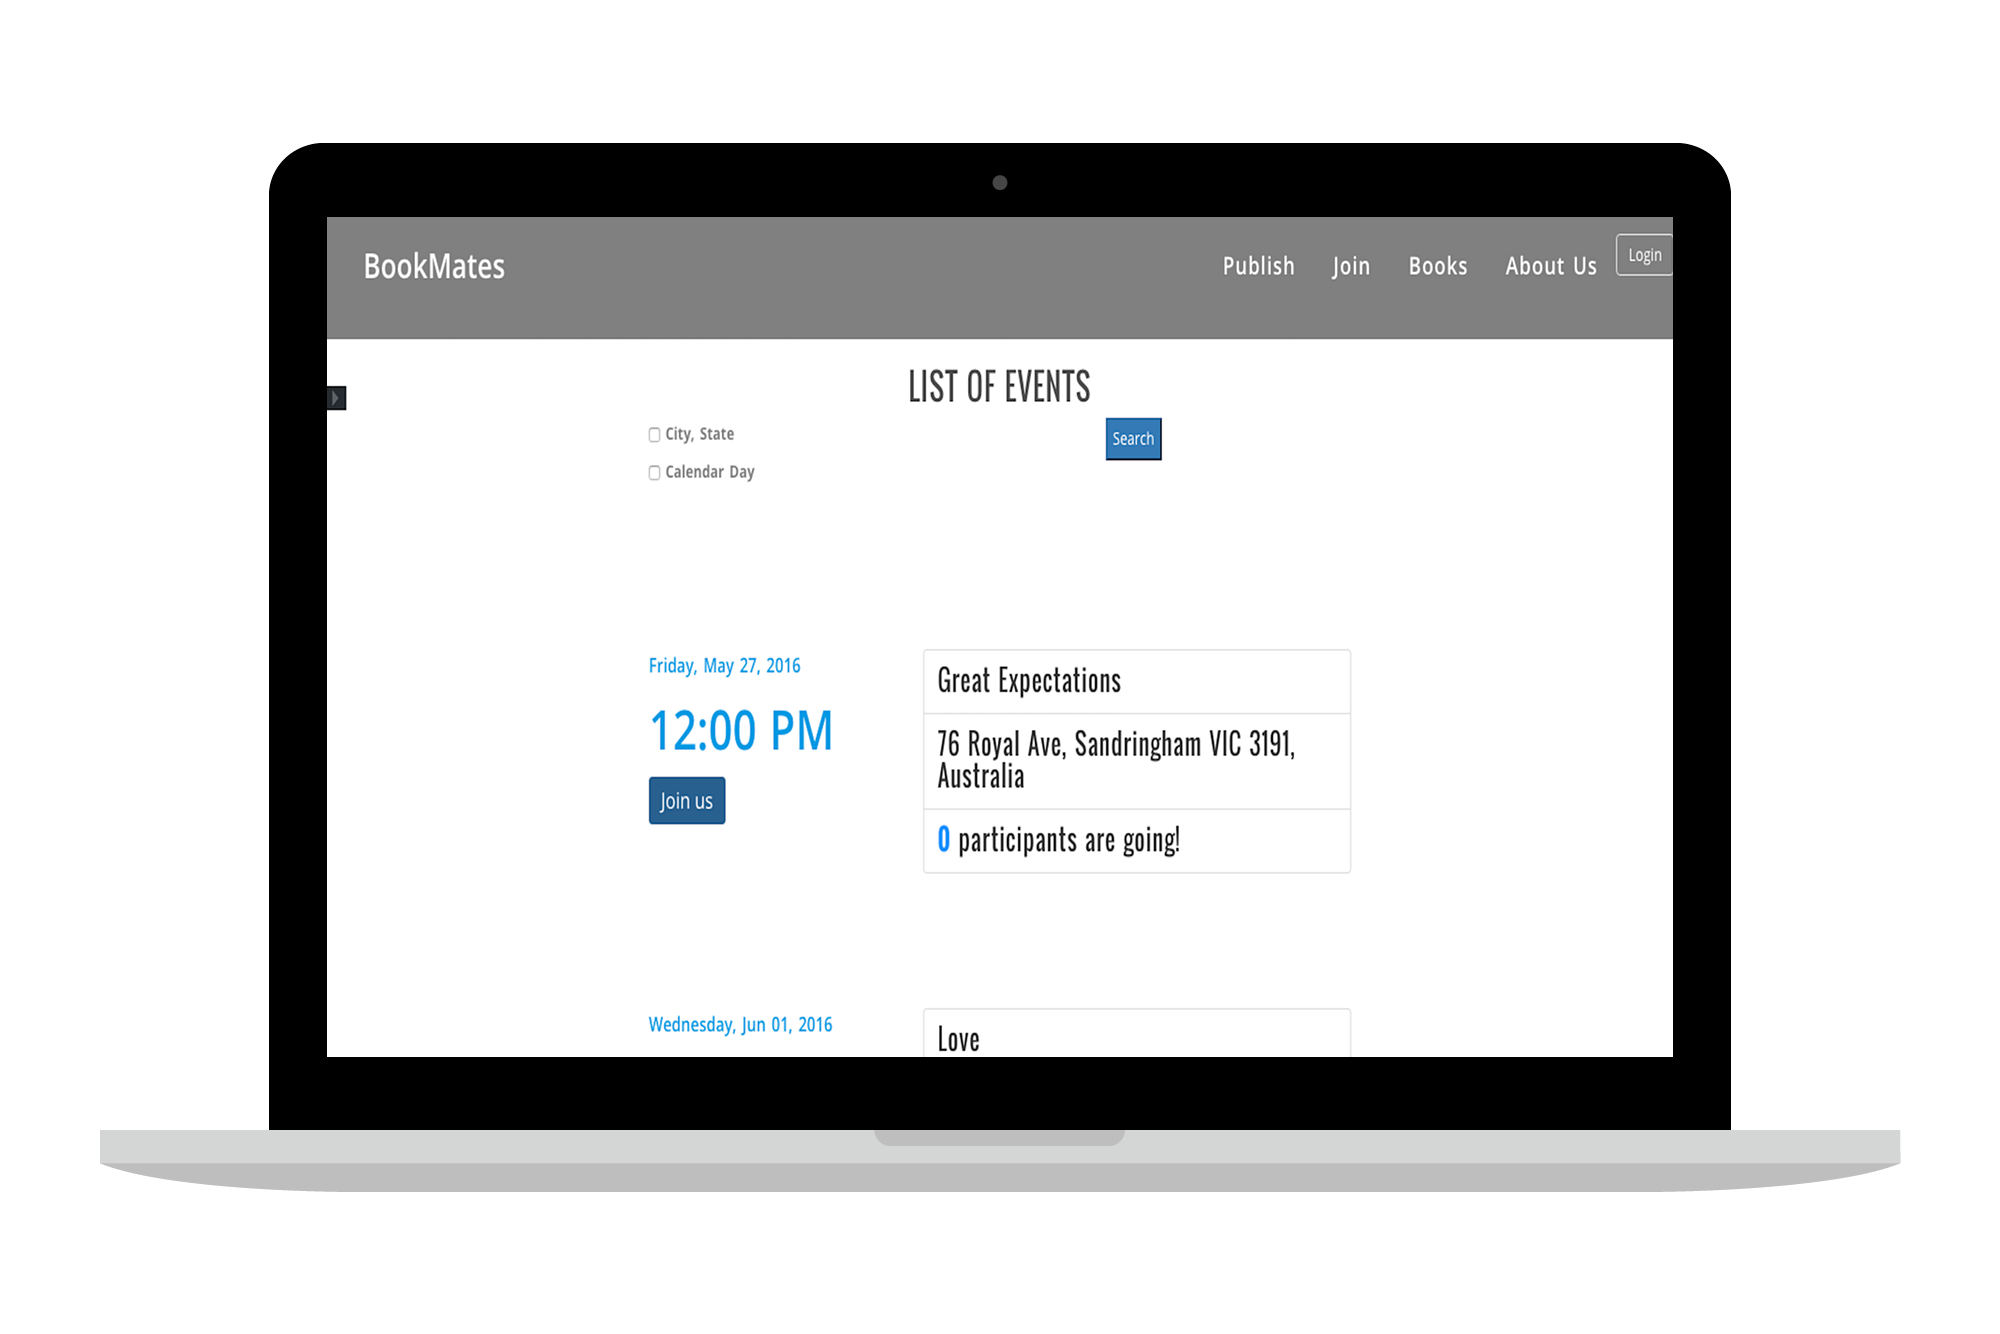 BookMates
Publish Join Books About Us Login
LIST OF EVENTS
City, State
Search
Calendar Day
Friday, May 27, 2016
12:00 PM
Join us
Great Expectations
76 Royal Ave, Sandringham VIC 3191,
Australia
0 participants are going!
Wednesday, Jun 01, 2016
Love